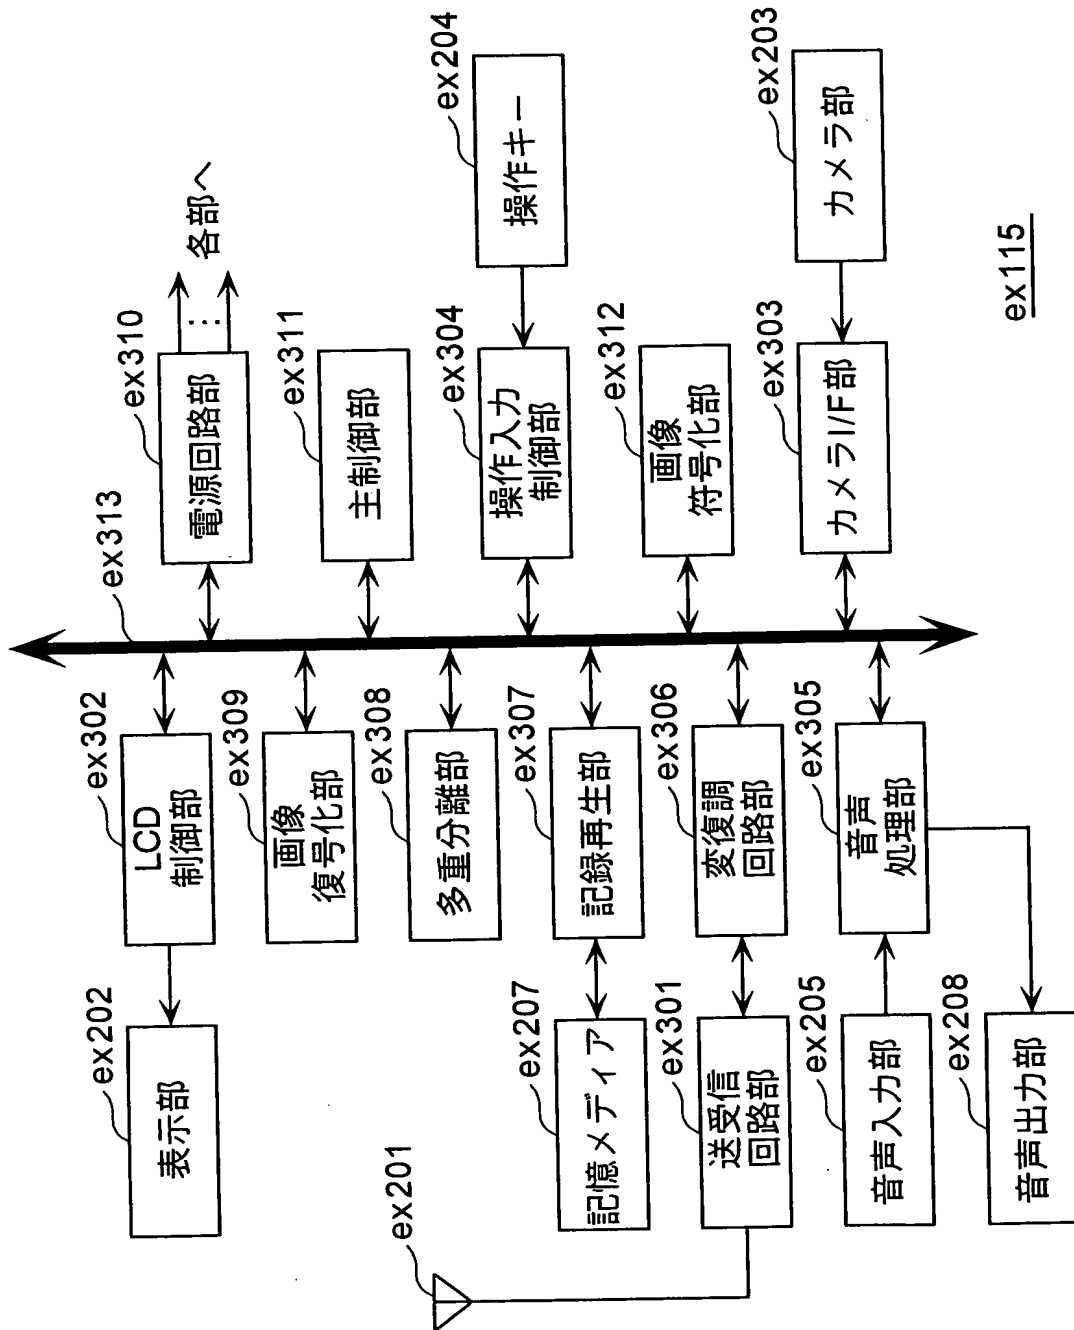 ex202
表示部
ex302
LCD
制御部
ex313
ex310
電源回路部
…
各部へ
ex309
画像
復号化部
ex311
主制御部
ex201
ex308
多重分離部
ex304
操作入力
制御部
ex204
操作キー
ex207
記憶メディア
ex307
記録再生部
ex312
画像
符号化部
ex301
送受信
回路部
ex306
変復調
回路部
ex303
カメラI/F部
ex203
カメラ部
ex205
音声入力部
ex305
音声
処理部
ex208
音声出力部
ex115